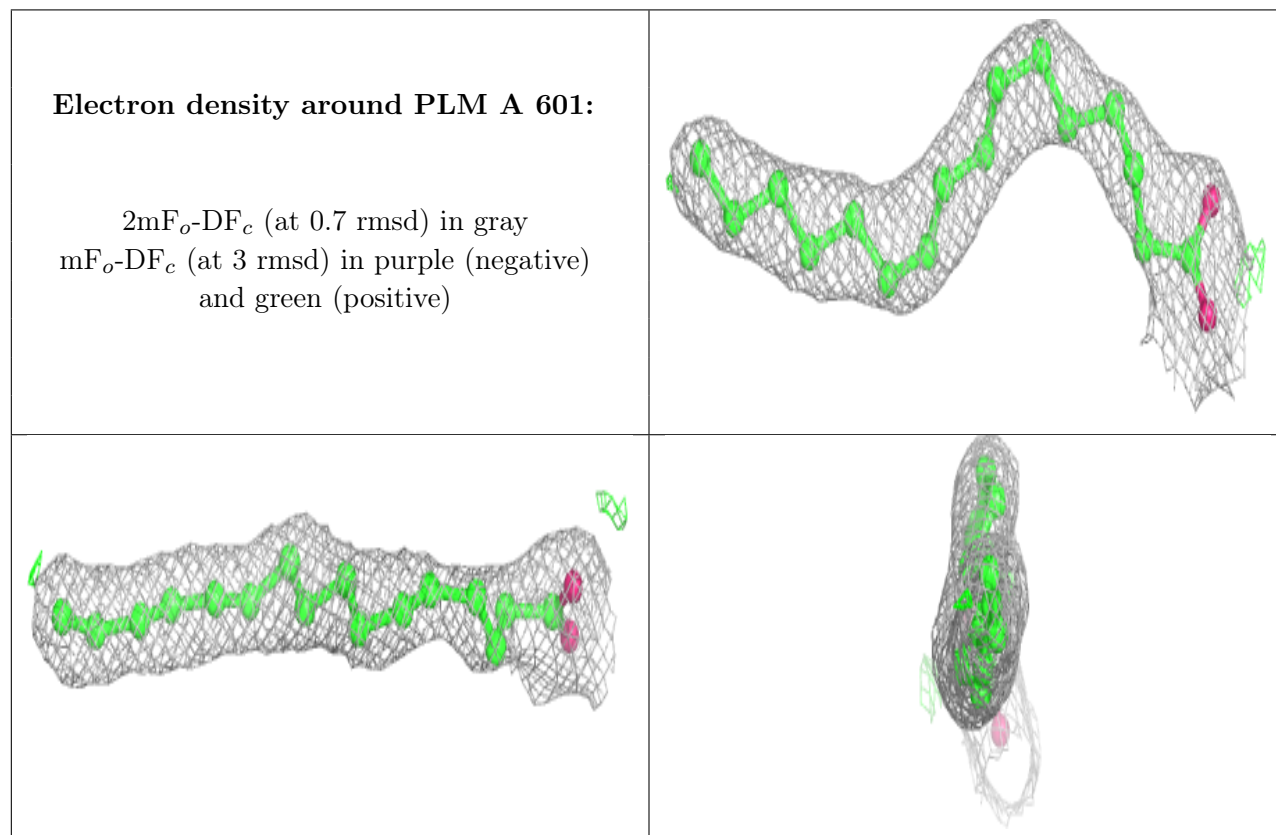 Electron density around PLM A 601:
2mFo-DFc (at 0.7 rmsd) in gray
mFo-DFc (at 3 rmsd) in purple (negative)
and green (positive)